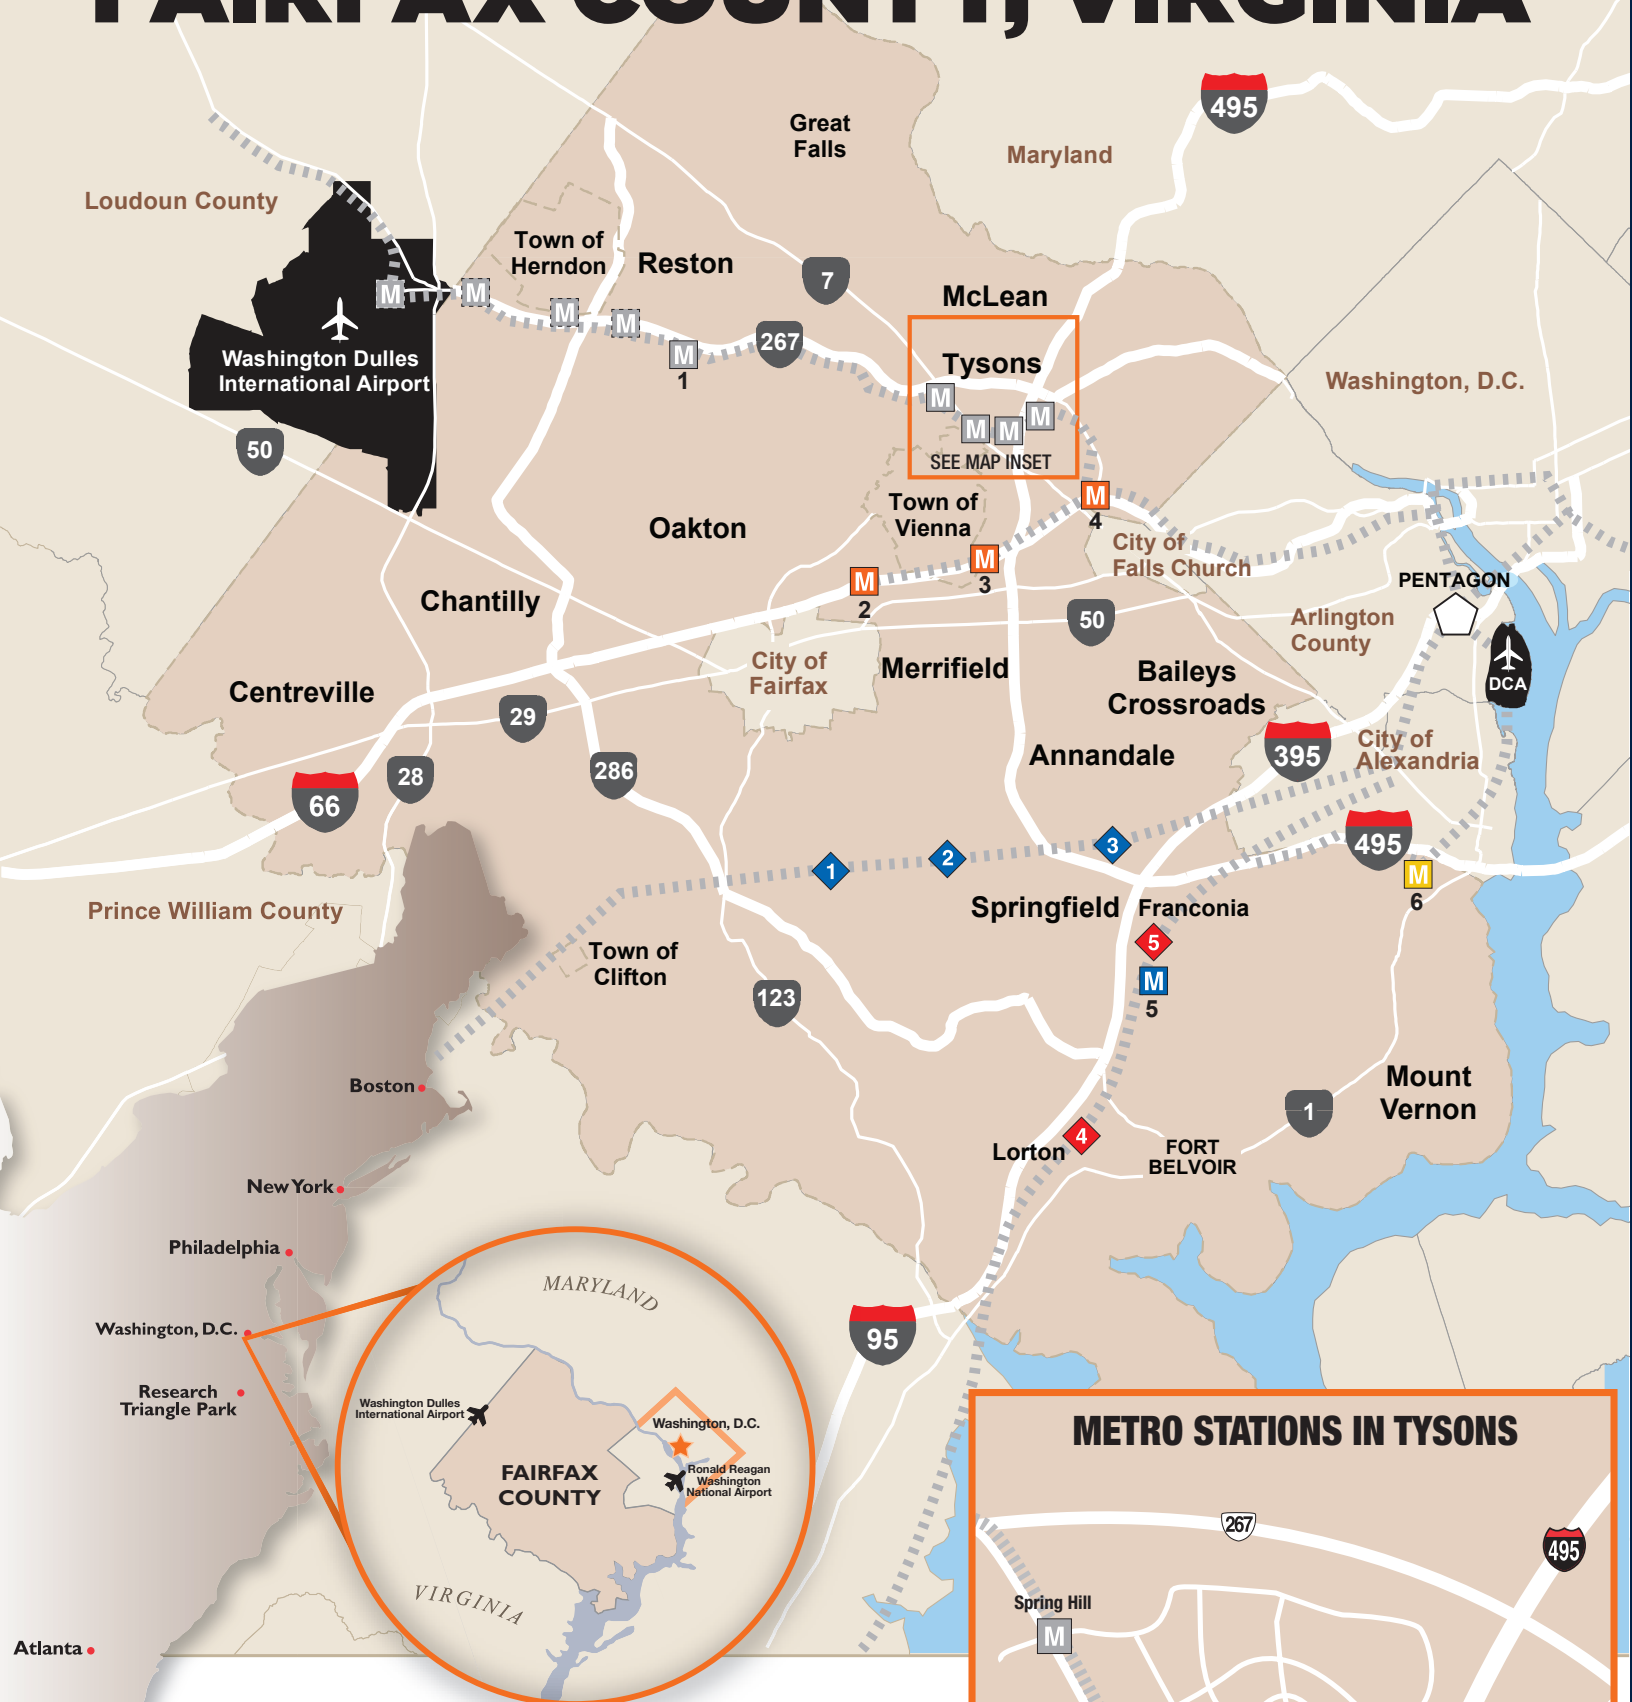 FAIRFAX COUNTY, VIRGINIA
495
Great
Falls
Maryland
Loudoun County
Town of
Herndon
Reston
7
McLean
M
M
M
M
267
Washington Dulles
International Airport
M
1
Tysons
M
M
M
M
SEE MAP INSET
Washington, D.C.
50
Town of
Vienna
M
4
Oakton
City of
Falls Church
M
3
M
2
PENTAGON
Chantilly
50
Arlington
County
City of
Fairfax
Merrifield
Baileys
Crossroads
DCA
Centreville
29
Annandale
395
City of
Alexandria
28
286
66
495
1
2
3
M
6
Prince William County
Springfield
Franconia
5
M
5
Town of
Clifton
123
Boston
Mount
Vernon
1
4
Lorton
FORT
BELVOIR
New York
Philadelphia
Washington, D.C.
Research
Triangle Park
Atlanta
95
MARYLAND
Washington Dulles
International Airport
Washington, D.C.
FAIRFAX
COUNTY
Ronald Reagan
Washington
National Airport
VIRGINIA
METRO STATIONS IN TYSONS
267
495
Spring Hill
M